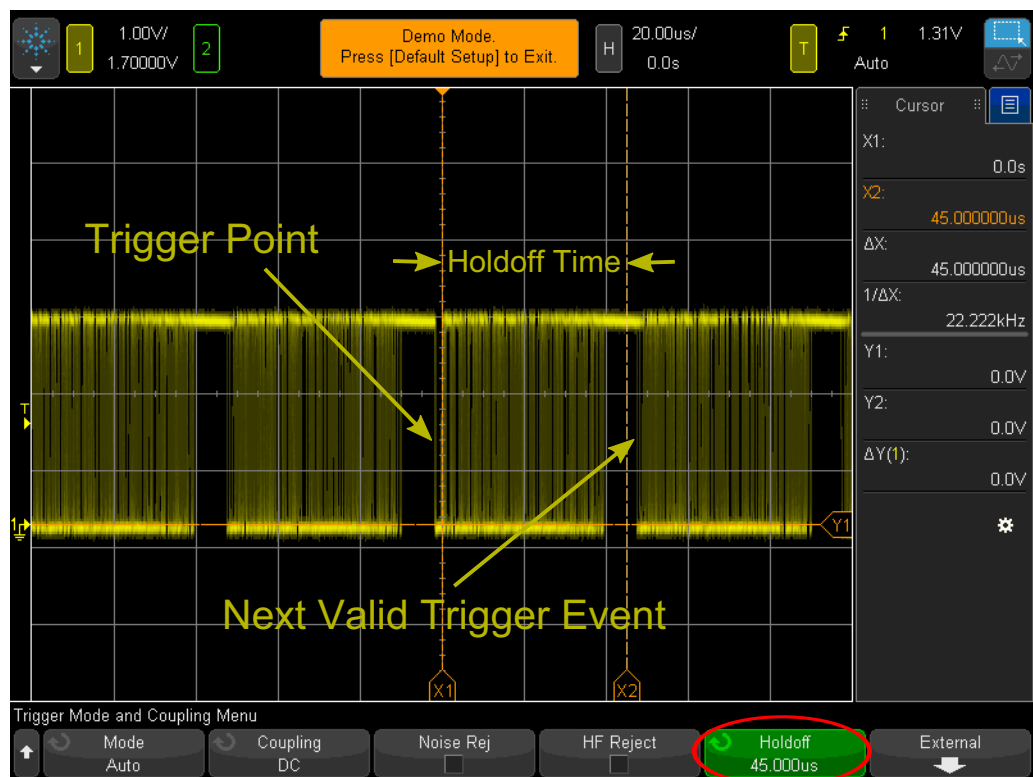 1
1.00V/
1.70000V
2
Demo Mode.
Press [Default Setup] to Exit.
H
20.00us/
0.0s
T
1
1.31V
Auto
Cursor
X1:
0.0s
X2:
45.000000us
ΔX:
45.000000us
1/ΔX:
22.222kHz
Y1:
0.0V
Y2:
0.0V
ΔY(1):
0.0V
Trigger Point
Holdoff Time
T
1
Y1
Next Valid Trigger Event
X1
X2
Trigger Mode and Coupling Menu
Mode
Auto
Coupling
DC
Noise Rej
HF Reject
Holdoff
45.000us
External